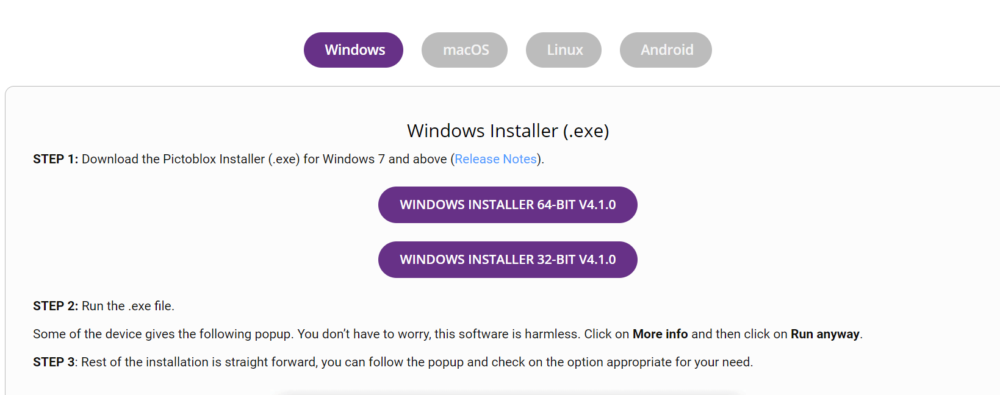 Windows
macOS
Linux
Android
Windows Installer (.exe)
STEP 1: Download the Pictoblox Installer (.exe) for Windows 7 and above (Release Notes).
WINDOWS INSTALLER 64-BIT V4.1.0
WINDOWS INSTALLER 32-BIT V4.1.0
STEP 2: Run the .exe file.
Some of the device gives the following popup. You don’t have to worry, this software is harmless. Click on More info and then click on Run anyway.
STEP 3: Rest of the installation is straight forward, you can follow the popup and check on the option appropriate for your need.